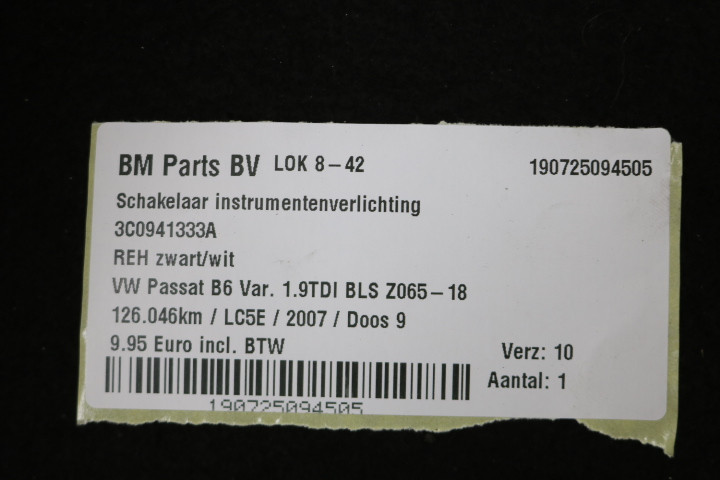 BM Parts BV LOK 8-42 190725094505
Schakelaar instrumentenverlichting
3C0941333A
REH zwart/wit
VW Passat B6 Var. 1.9TDI BLS Z065-18
126.046km / LC5E / 2007 / Doos 9
9.95 Euro incl. BTW Verz: 10
Aantal: 1
190725094505